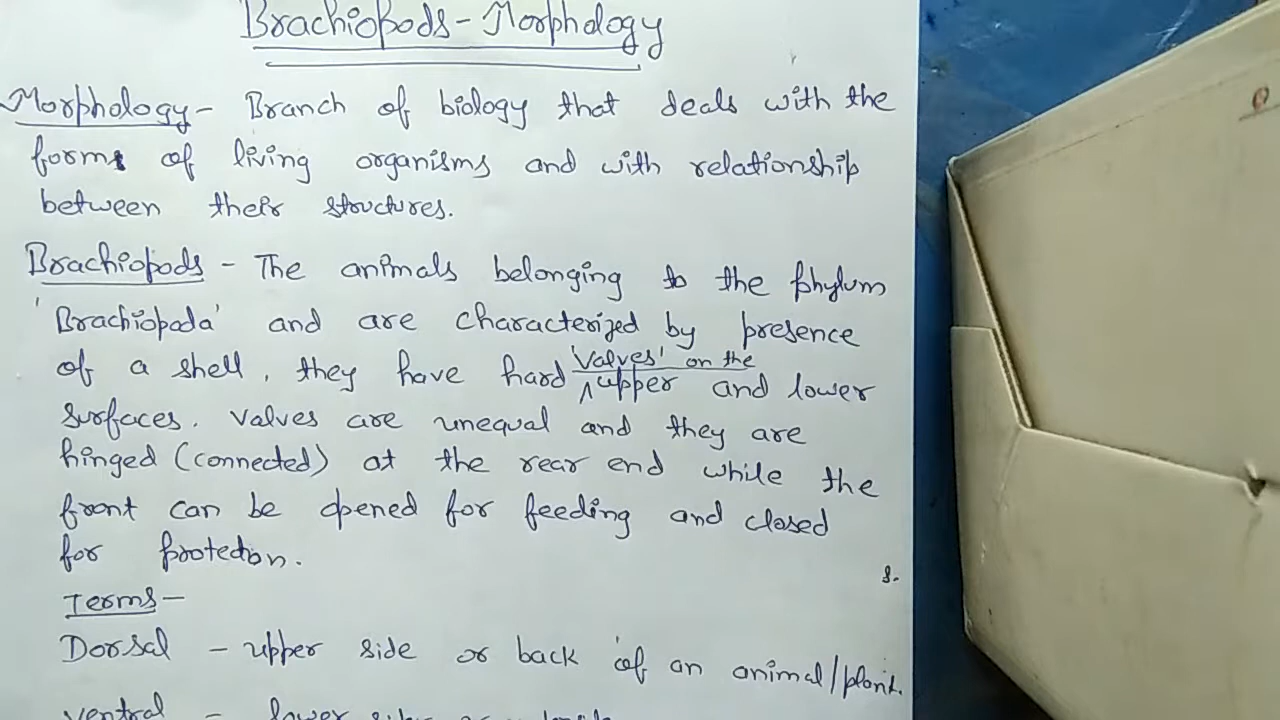 Brachiopods - Morphology
Morphology - Branch of biology that deals with the
forms of living organisms and with relationship
between their structures.
Brachiopods - The animals belonging to the phylum
'Brachiopoda' and are characterized by presence
of a shell, they have hard 'valves' on the upper and lower
surfaces. Valves are unequal and they are
hinged (connected) at the rear end while the
front can be opened for feeding and closed
for protection.
Terms -
Dorsal - upper side or back of an animal/plant.
Ventral - lower